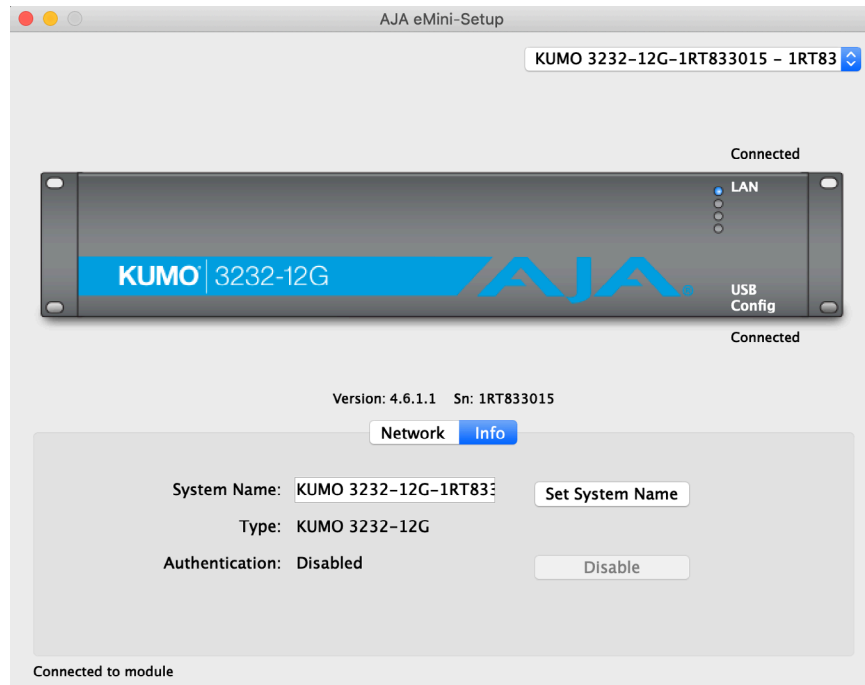 AJA eMini-Setup
KUMO 3232-12G-1RT833015 - 1RT83
Connected
LAN
KUMO 3232-12G
AJA
USB
Config
Connected
Version: 4.6.1.1 Sn: 1RT833015
Network Info
System Name: KUMO 3232-12G-1RT833 Set System Name
Type: KUMO 3232-12G
Authentication: Disabled Disable
Connected to module